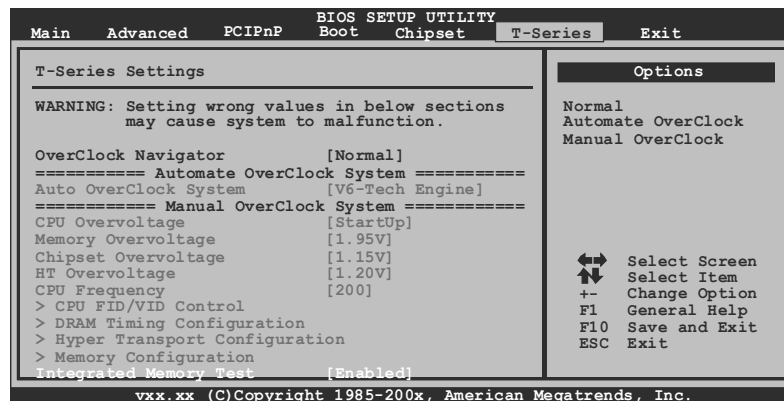 BIOS SETUP UTILITY
Main Advanced PCIPnP Boot Chipset T-Series Exit
T-Series Settings
WARNING: Setting wrong values in below sections
may cause system to malfunction.
OverClock Navigator [Normal]
=========== Automate OverClock System ===========
Auto OverClock System [V6-Tech Engine]
============ Manual OverClock System ============
CPU Overvoltage [StartUp]
Memory Overvoltage [1.95V]
Chipset Overvoltage [1.15V]
HT Overvoltage [1.20V]
CPU Frequency [200]
> CPU FID/VID Control
> DRAM Timing Configuration
> Hyper Transport Configuration
> Memory Configuration
Integrated Memory Test [Enabled]
Options
Normal
Automate OverClock
Manual OverClock
Select Screen
Select Item
+- Change Option
F1 General Help
F10 Save and Exit
ESC Exit
vxx.xx (C)Copyright 1985-200x, American Megatrends, Inc.